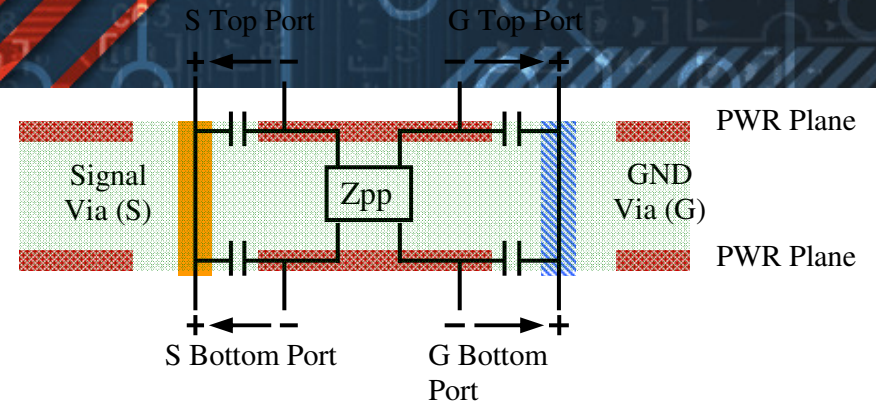 S Top Port
G Top Port
+ – – +
PWR Plane
Signal
Via (S)
Zpp
GND
Via (G)
PWR Plane
+ – – +
S Bottom Port
G Bottom
Port